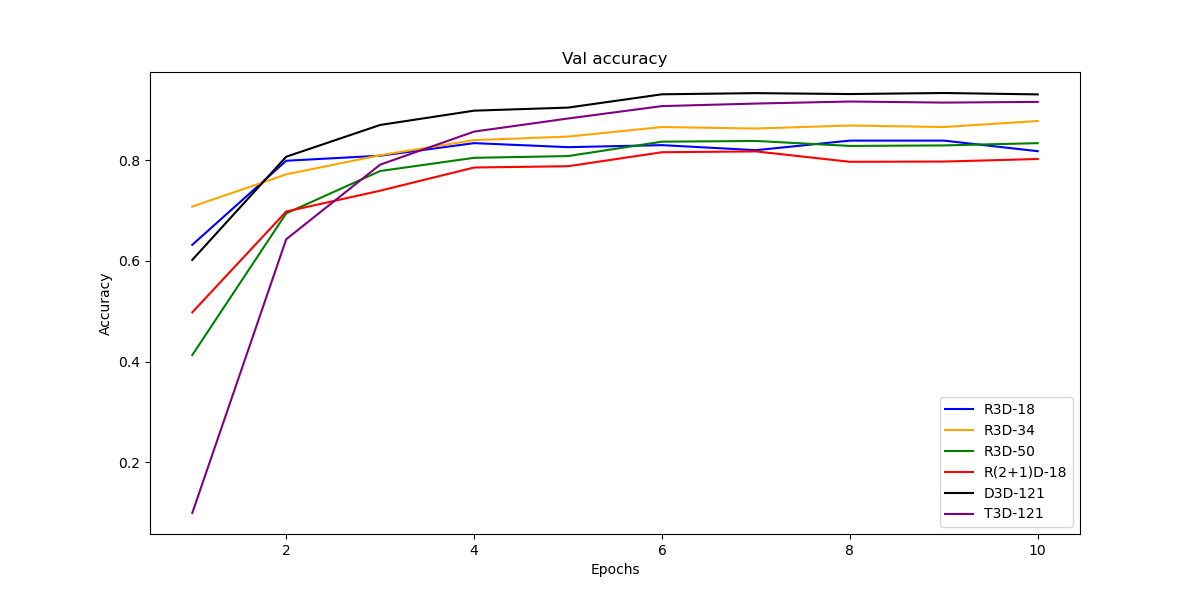 Val accuracy
Accuracy
0.8
0.6
0.4
0.2
2 4 6 8 10
Epochs
R3D-18
R3D-34
R3D-50
R(2+1)D-18
D3D-121
T3D-121